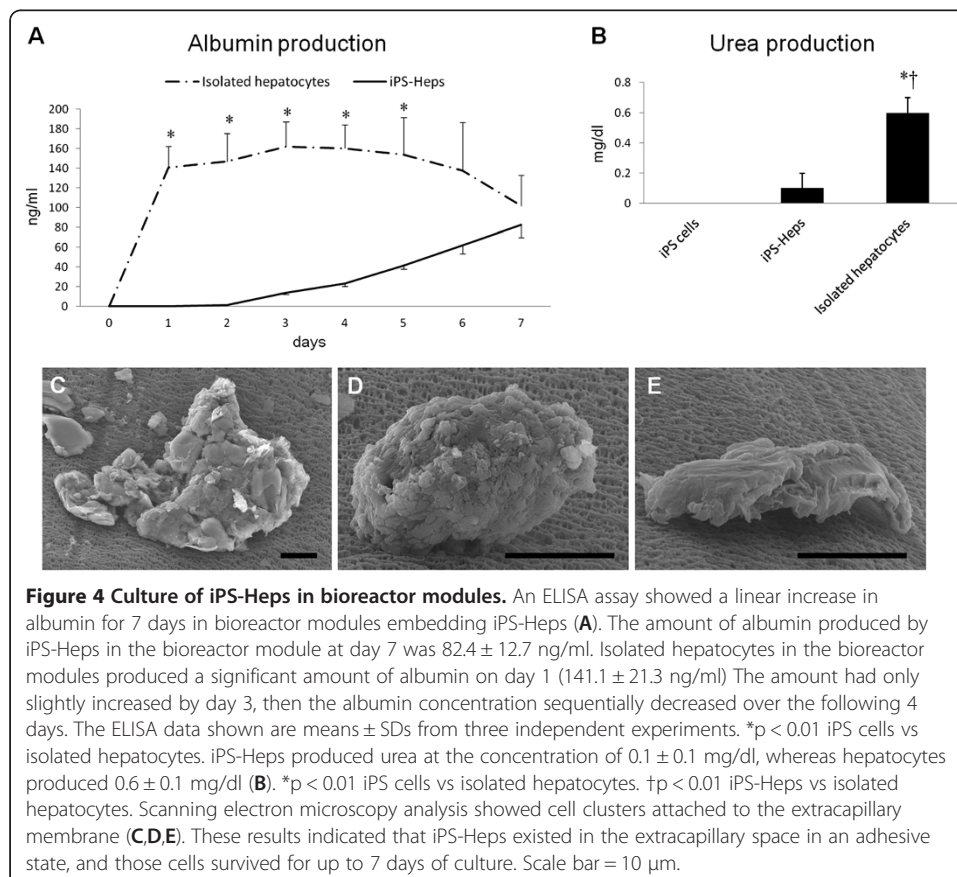 A
Albumin production
Isolated hepatocytes
iPS-Heps
200
180
160
140
120
100
80
60
40
20
0
ng/ml
* * * * *
0 1 2 3 4 5 6 7
days
B
Urea production
*†
0.8
0.6
0.4
0.2
0
mg/dl
iPS cells
iPS-Heps
Isolated hepatocytes
C
D
E
Figure 4 Culture of iPS-Heps in bioreactor modules. An ELISA assay showed a linear increase in
albumin for 7 days in bioreactor modules embedding iPS-Heps (A). The amount of albumin produced by
iPS-Heps in the bioreactor module at day 7 was 82.4 ± 12.7 ng/ml. Isolated hepatocytes in the bioreactor
modules produced a significant amount of albumin on day 1 (141.1 ± 21.3 ng/ml) The amount had only
slightly increased by day 3, then the albumin concentration sequentially decreased over the following 4
days. The ELISA data shown are means ± SDs from three independent experiments. *p < 0.01 iPS cells vs
isolated hepatocytes. iPS-Heps produced urea at the concentration of 0.1 ± 0.1 mg/dl, whereas hepatocytes
produced 0.6 ± 0.1 mg/dl (B). *p < 0.01 iPS cells vs isolated hepatocytes. †p < 0.01 iPS-Heps vs isolated
hepatocytes. Scanning electron microscopy analysis showed cell clusters attached to the extracapillary
membrane (C,D,E). These results indicated that iPS-Heps existed in the extracapillary space in an adhesive
state, and those cells survived for up to 7 days of culture. Scale bar = 10 μm.